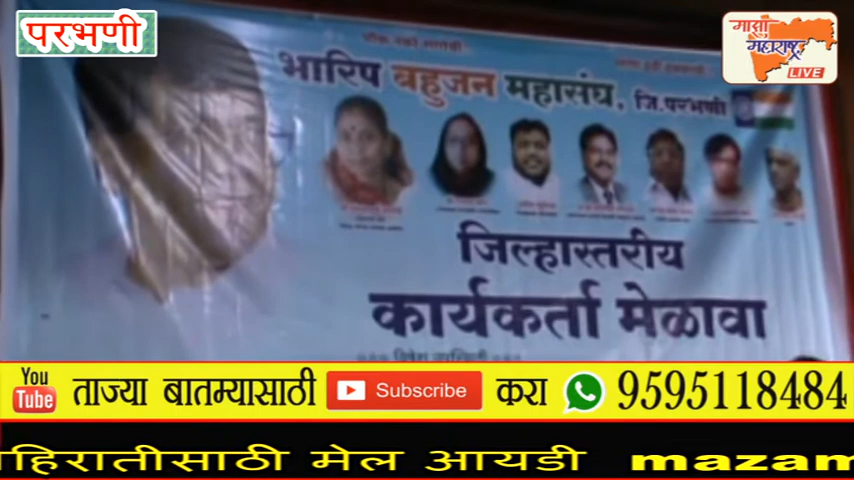 परभणी
माझा
महाराष्ट्र
LIVE
भारिप बहुजन महासंघ, जि.परभणी
जिल्हास्तरीय
कार्यकर्ता मेळावा
You Tube ताज्या बातम्यासाठी Subscribe करा 9595118484
हिरातीसाठी मेल आयडी mazam